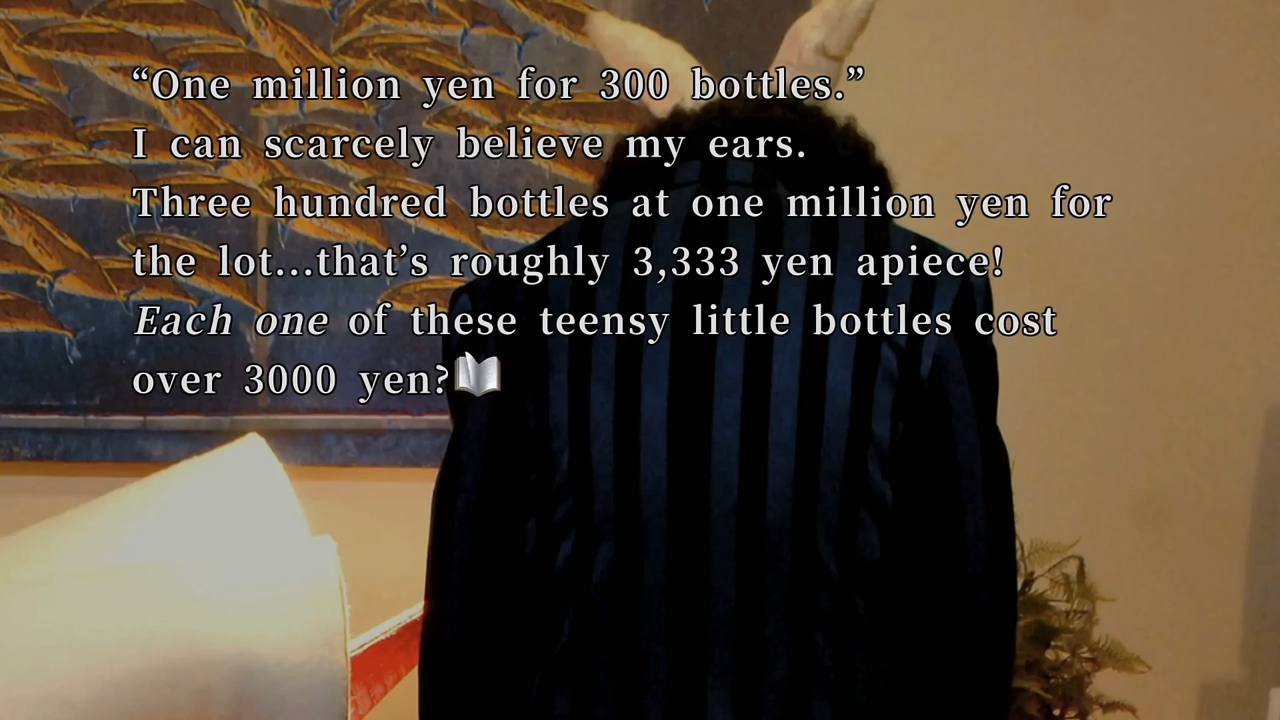 “One million yen for 300 bottles.”
I can scarcely believe my ears.
Three hundred bottles at one million yen for
the lot...that’s roughly 3,333 yen apiece!
Each one of these teensy little bottles cost
over 3000 yen?